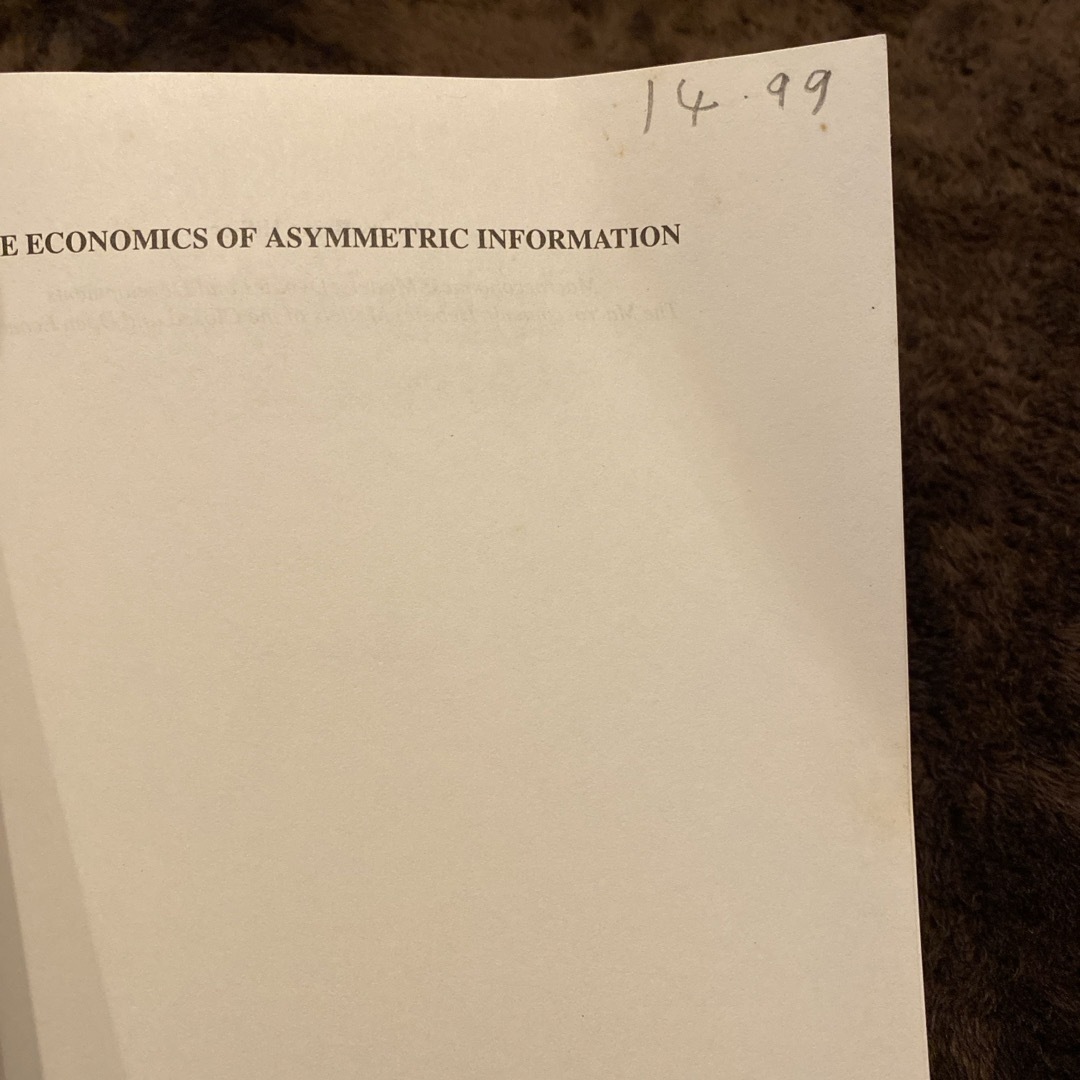 14.99
E ECONOMICS OF ASYMMETRIC INFORMATION